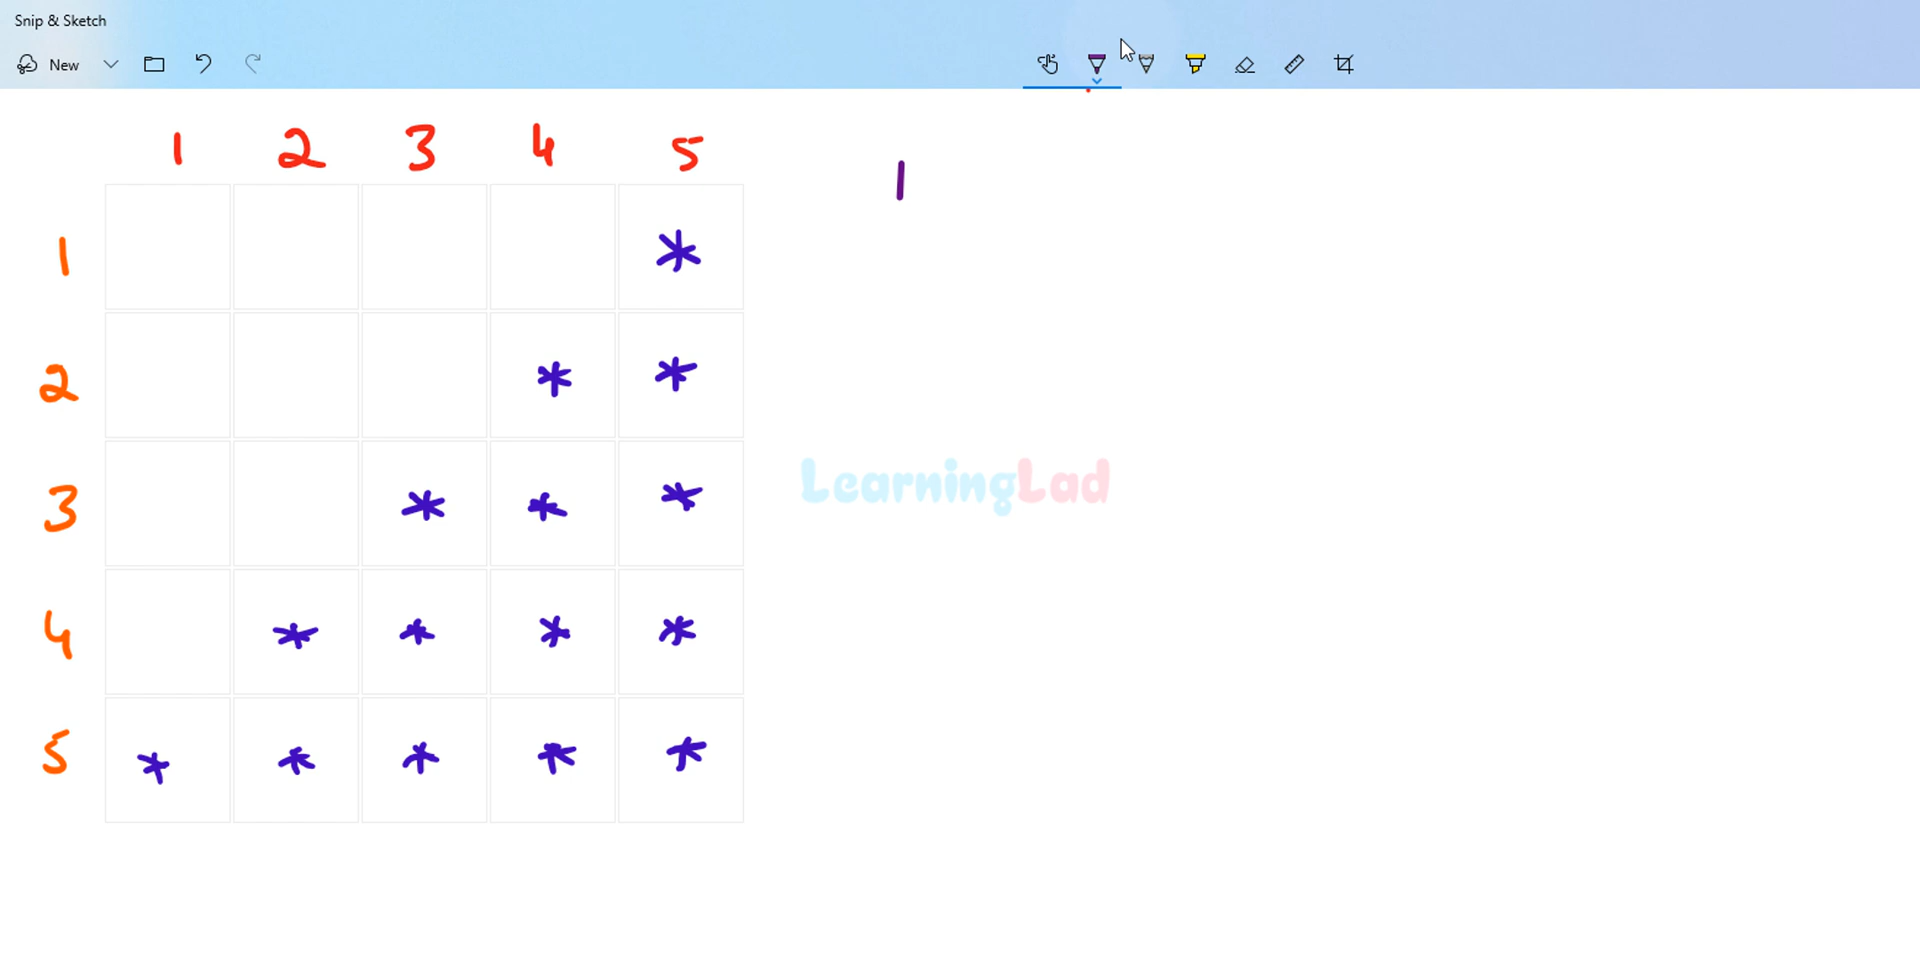 Snip & Sketch
New
1 2 3 4 5
1
1 *
2 * *
3 * * *
LearningLad
4 * * * *
5 * * * * *